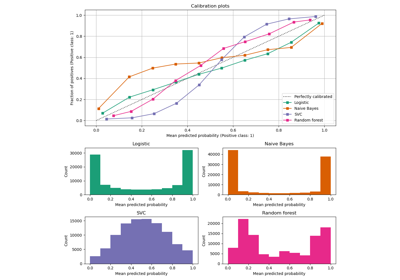 Calibration plots
Fraction of positives (Positive class: 1)
1.0
0.8
0.6
0.4
0.2
0.0
Perfectly calibrated
Logistic
Naive Bayes
SVC
Random forest
0.0 0.2 0.4 0.6 0.8 1.0
Mean predicted probability (Positive class: 1)
Logistic
Count
30000
20000
10000
0
0.0 0.2 0.4 0.6 0.8 1.0
Mean predicted probability
Naive Bayes
Count
40000
30000
20000
10000
0
0.0 0.2 0.4 0.6 0.8 1.0
Mean predicted probability
SVC
Count
15000
10000
5000
0
0.0 0.2 0.4 0.6 0.8 1.0
Mean predicted probability
Random forest
Count
20000
15000
10000
5000
0
0.0 0.2 0.4 0.6 0.8 1.0
Mean predicted probability